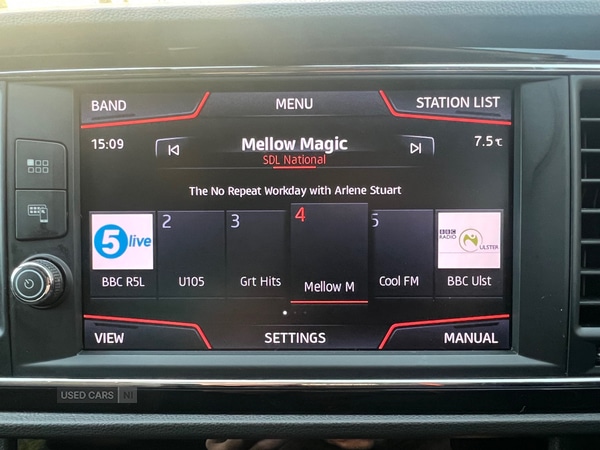 BAND
MENU
STATION LIST
15:09
Mellow Magic
7.5°C
SDL National
The No Repeat Workday with Arlene Stuart
5 live
2
3
4
5
BBC RADIO
ULSTER
BBC R5L
U105
Grt Hits
Mellow M
Cool FM
BBC Ulst
VIEW
SETTINGS
MANUAL
USED CARS NI